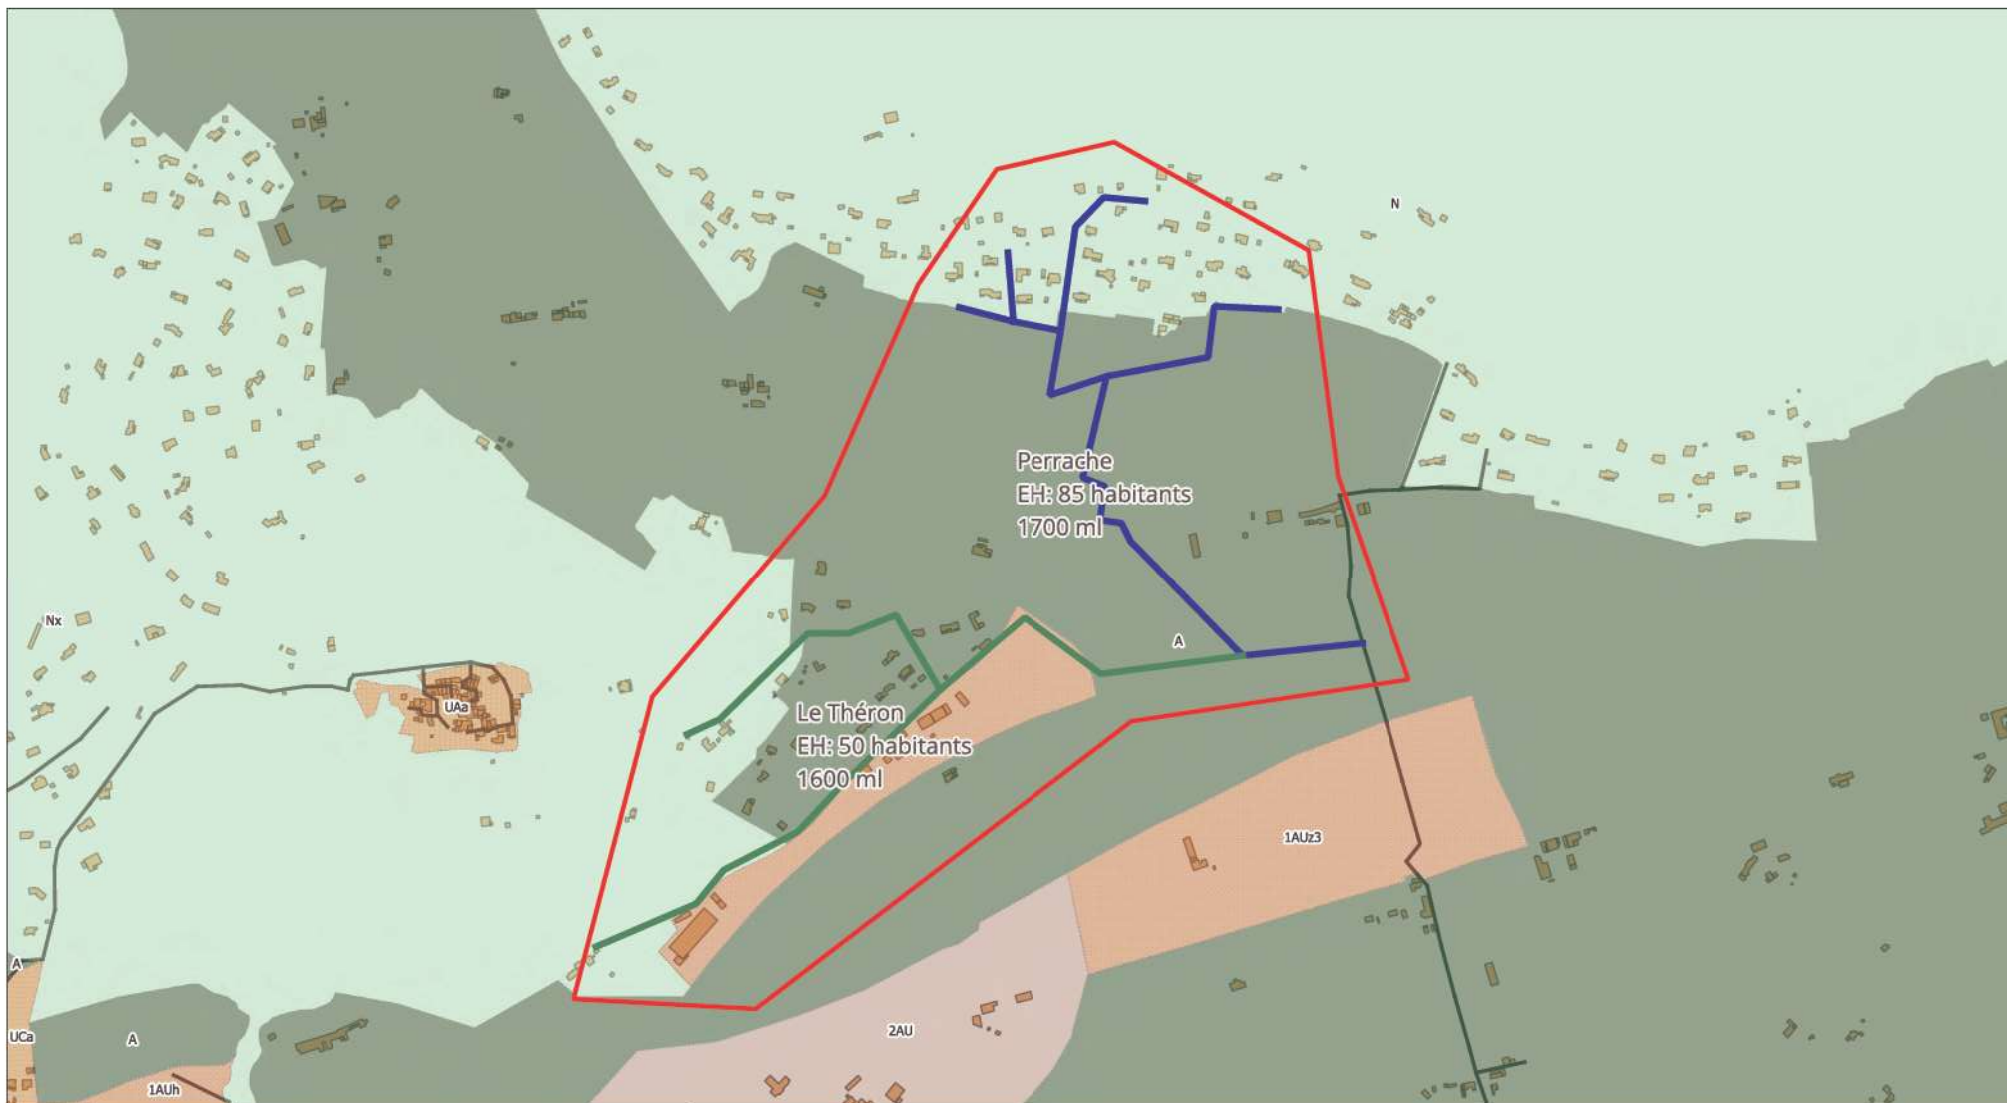 N
Perrache
EH: 85 habitants
1700 ml
Nx
A
UAa
Le Théron
EH: 50 habitants
1600 ml
1AUz3
A
UCa
A
2AU
1AUh